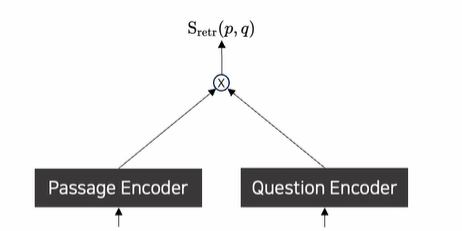 S_retr(p, q)
X
Passage Encoder Question Encoder